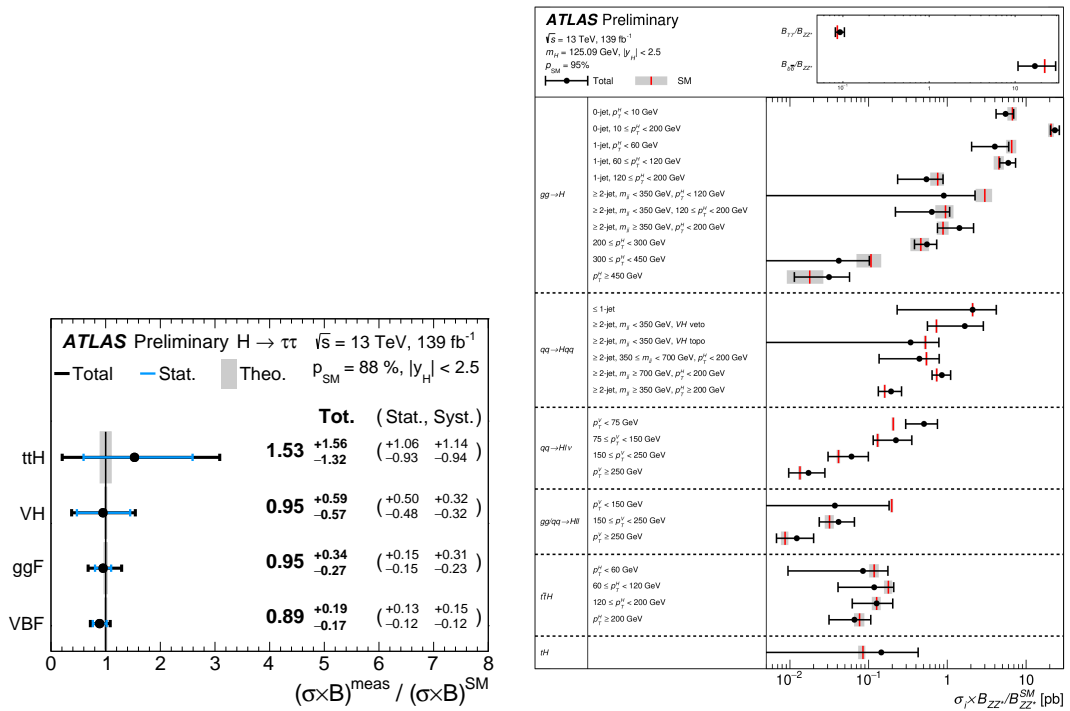 ATLAS Preliminary H → ττ √s = 13 TeV, 139 fb⁻¹
p_SM = 88 %, |y_H| < 2.5
Total Stat. Theo.
Tot. (Stat., Syst.)
ttH 1.53 +1.56 −1.32 (+1.06 −0.93 +1.14 −0.94)
VH 0.95 +0.59 −0.57 (+0.50 −0.48 +0.32 −0.32)
ggF 0.95 +0.34 −0.27 (+0.15 −0.15 +0.31 −0.23)
VBF 0.89 +0.19 −0.17 (+0.13 −0.12 +0.15 −0.12)
0 1 2 3 4 5 6 7 8
(σ×B)^meas / (σ×B)^SM
ATLAS Preliminary
√s = 13 TeV, 139 fb⁻¹
m_H = 125.09 GeV, |y_H| < 2.5
p_SM = 95%
Total SM
B_γγ/B_ZZ*
B_bb̄/B_ZZ*
10⁻¹ 1 10
gg→H
0-jet, p_T^H < 10 GeV
0-jet, 10 ≤ p_T^H < 200 GeV
1-jet, p_T^H < 60 GeV
1-jet, 60 ≤ p_T^H < 120 GeV
1-jet, 120 ≤ p_T^H < 200 GeV
≥ 2-jet, m_jj < 350 GeV, p_T^H < 120 GeV
≥ 2-jet, m_jj < 350 GeV, 120 ≤ p_T^H < 200 GeV
≥ 2-jet, m_jj ≥ 350 GeV, p_T^H < 200 GeV
200 ≤ p_T^H < 300 GeV
300 ≤ p_T^H < 450 GeV
p_T^H ≥ 450 GeV
qq→Hqq
≤ 1-jet
≥ 2-jet, m_jj < 350 GeV, VH veto
≥ 2-jet, m_jj < 350 GeV, VH topo
≥ 2-jet, 350 ≤ m_jj < 700 GeV, p_T^H < 200 GeV
≥ 2-jet, m_jj ≥ 700 GeV, p_T^H < 200 GeV
≥ 2-jet, m_jj ≥ 350 GeV, p_T^H ≥ 200 GeV
qq→Hlν
p_T^V < 75 GeV
75 ≤ p_T^V < 150 GeV
150 ≤ p_T^V < 250 GeV
p_T^V ≥ 250 GeV
gg/qq→Hll
p_T^V < 150 GeV
150 ≤ p_T^V < 250 GeV
p_T^V ≥ 250 GeV
tt̄H
p_T^H < 60 GeV
60 ≤ p_T^H < 120 GeV
120 ≤ p_T^H < 200 GeV
p_T^H ≥ 200 GeV
tH
10⁻² 10⁻¹ 1 10
σ_i × B_ZZ*/B_ZZ*^SM [pb]